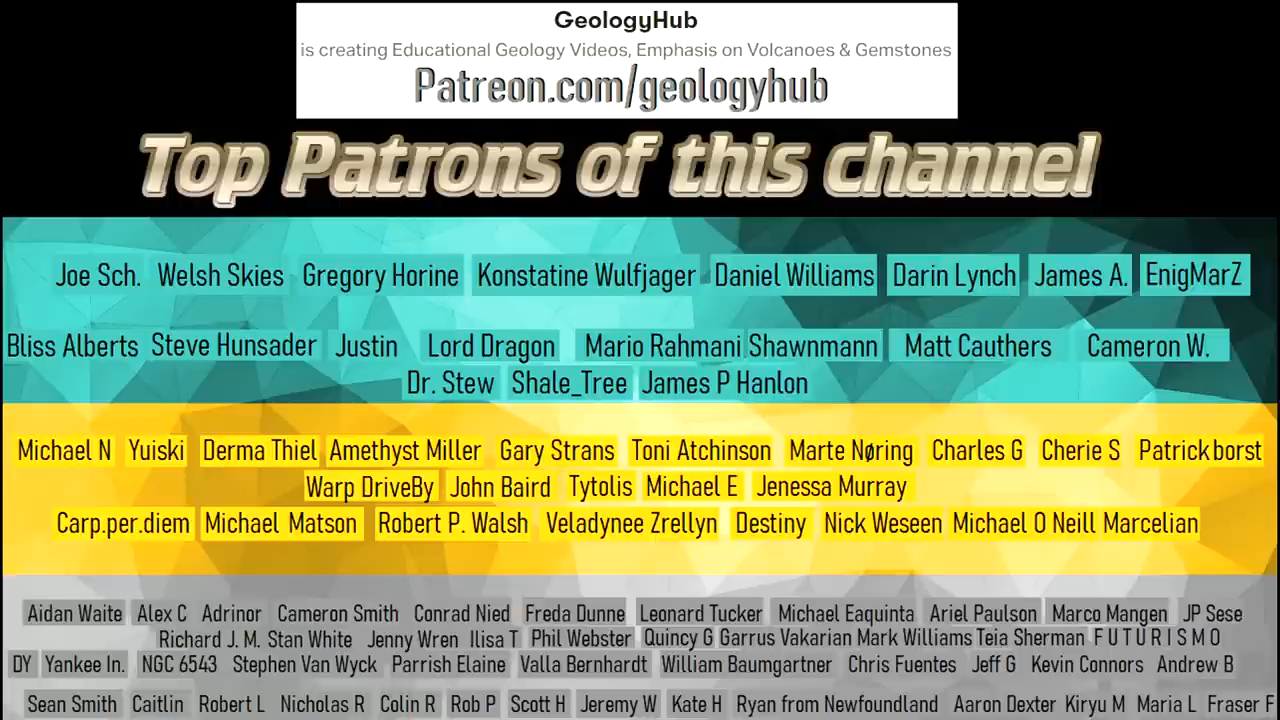 GeologyHub
is creating Educational Geology Videos, Emphasis on Volcanoes & Gemstones
Patreon.com/geologyhub
Top Patrons of this channel
Joe Sch. Welsh Skies Gregory Horine Konstatine Wulfjager Daniel Williams Darin Lynch James A. EnigMarZ
Bliss Alberts Steve Hunsader Justin Lord Dragon Mario Rahmani Shawnmann Matt Cauthers Cameron W.
Dr. Stew Shale_Tree James P Hanlon
Michael N Yuiski Derma Thiel Amethyst Miller Gary Strans Toni Atchinson Marte Nøring Charles G Cherie S Patrick borst
Warp DriveBy John Baird Tytolis Michael E Jenessa Murray
Carp.per.diem Michael Matson Robert P. Walsh Veladynee Zrellyn Destiny Nick Weseen Michael O Neill Marcelian
Aidan Waite Alex C Adrinor Cameron Smith Conrad Nied Freda Dunne Leonard Tucker Michael Eaquinta Ariel Paulson Marco Mangen JP Sese
Richard J. M. Stan White Jenny Wren Ilisa T Phil Webster Quincy G Garrus Vakarian Mark Williams Teia Sherman F U T U R I S M O
DY Yankee In. NGC 6543 Stephen Van Wyck Parrish Elaine Valla Bernhardt William Baumgartner Chris Fuentes Jeff G Kevin Connors Andrew B
Sean Smith Caitlin Robert L Nicholas R Colin R Rob P Scott H Jeremy W Kate H Ryan from Newfoundland Aaron Dexter Kiryu M Maria L Fraser F